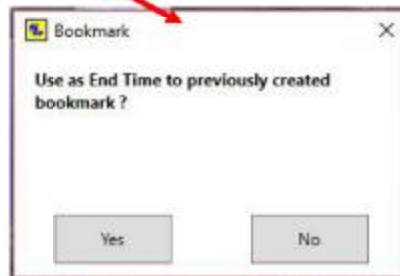 Bookmark
Use as End Time to previously created
bookmark ?
Yes
No